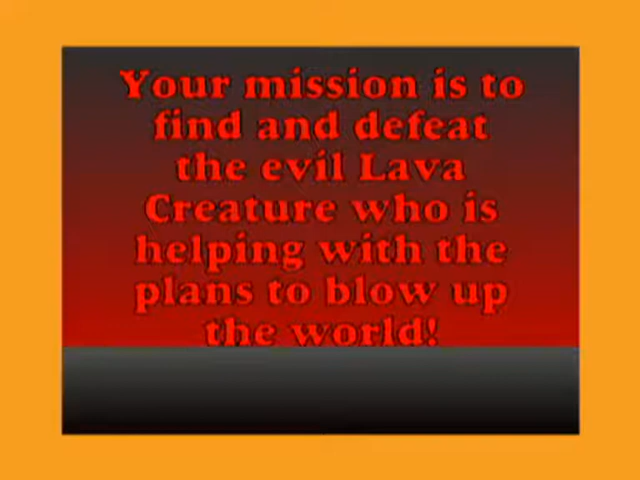 Your mission is to
find and defeat
the evil Lava
Creature who is
helping with the
plans to blow up
the world!